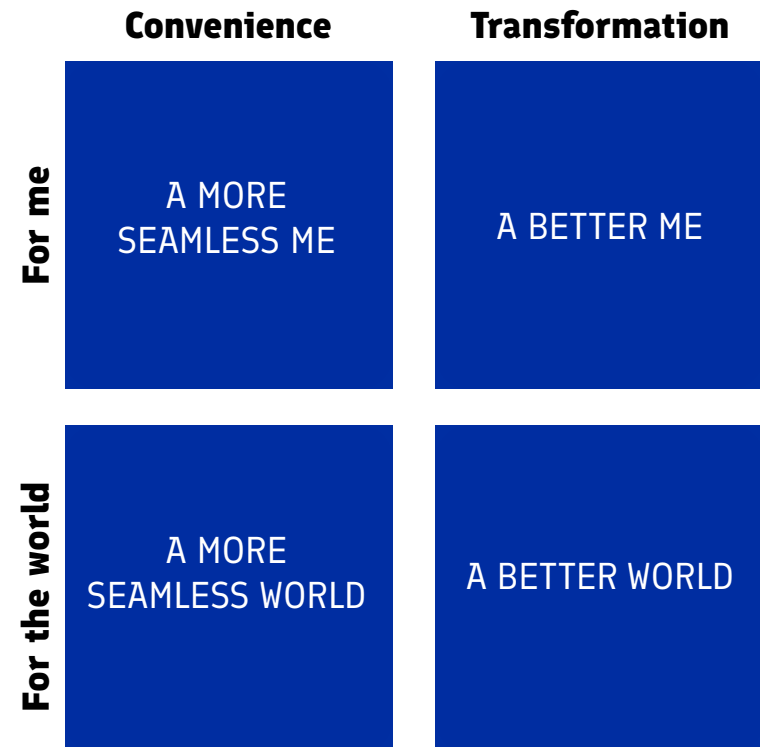 Convenience
Transformation
For me
A MORE
SEAMLESS ME
A BETTER ME
For the world
A MORE
SEAMLESS WORLD
A BETTER WORLD